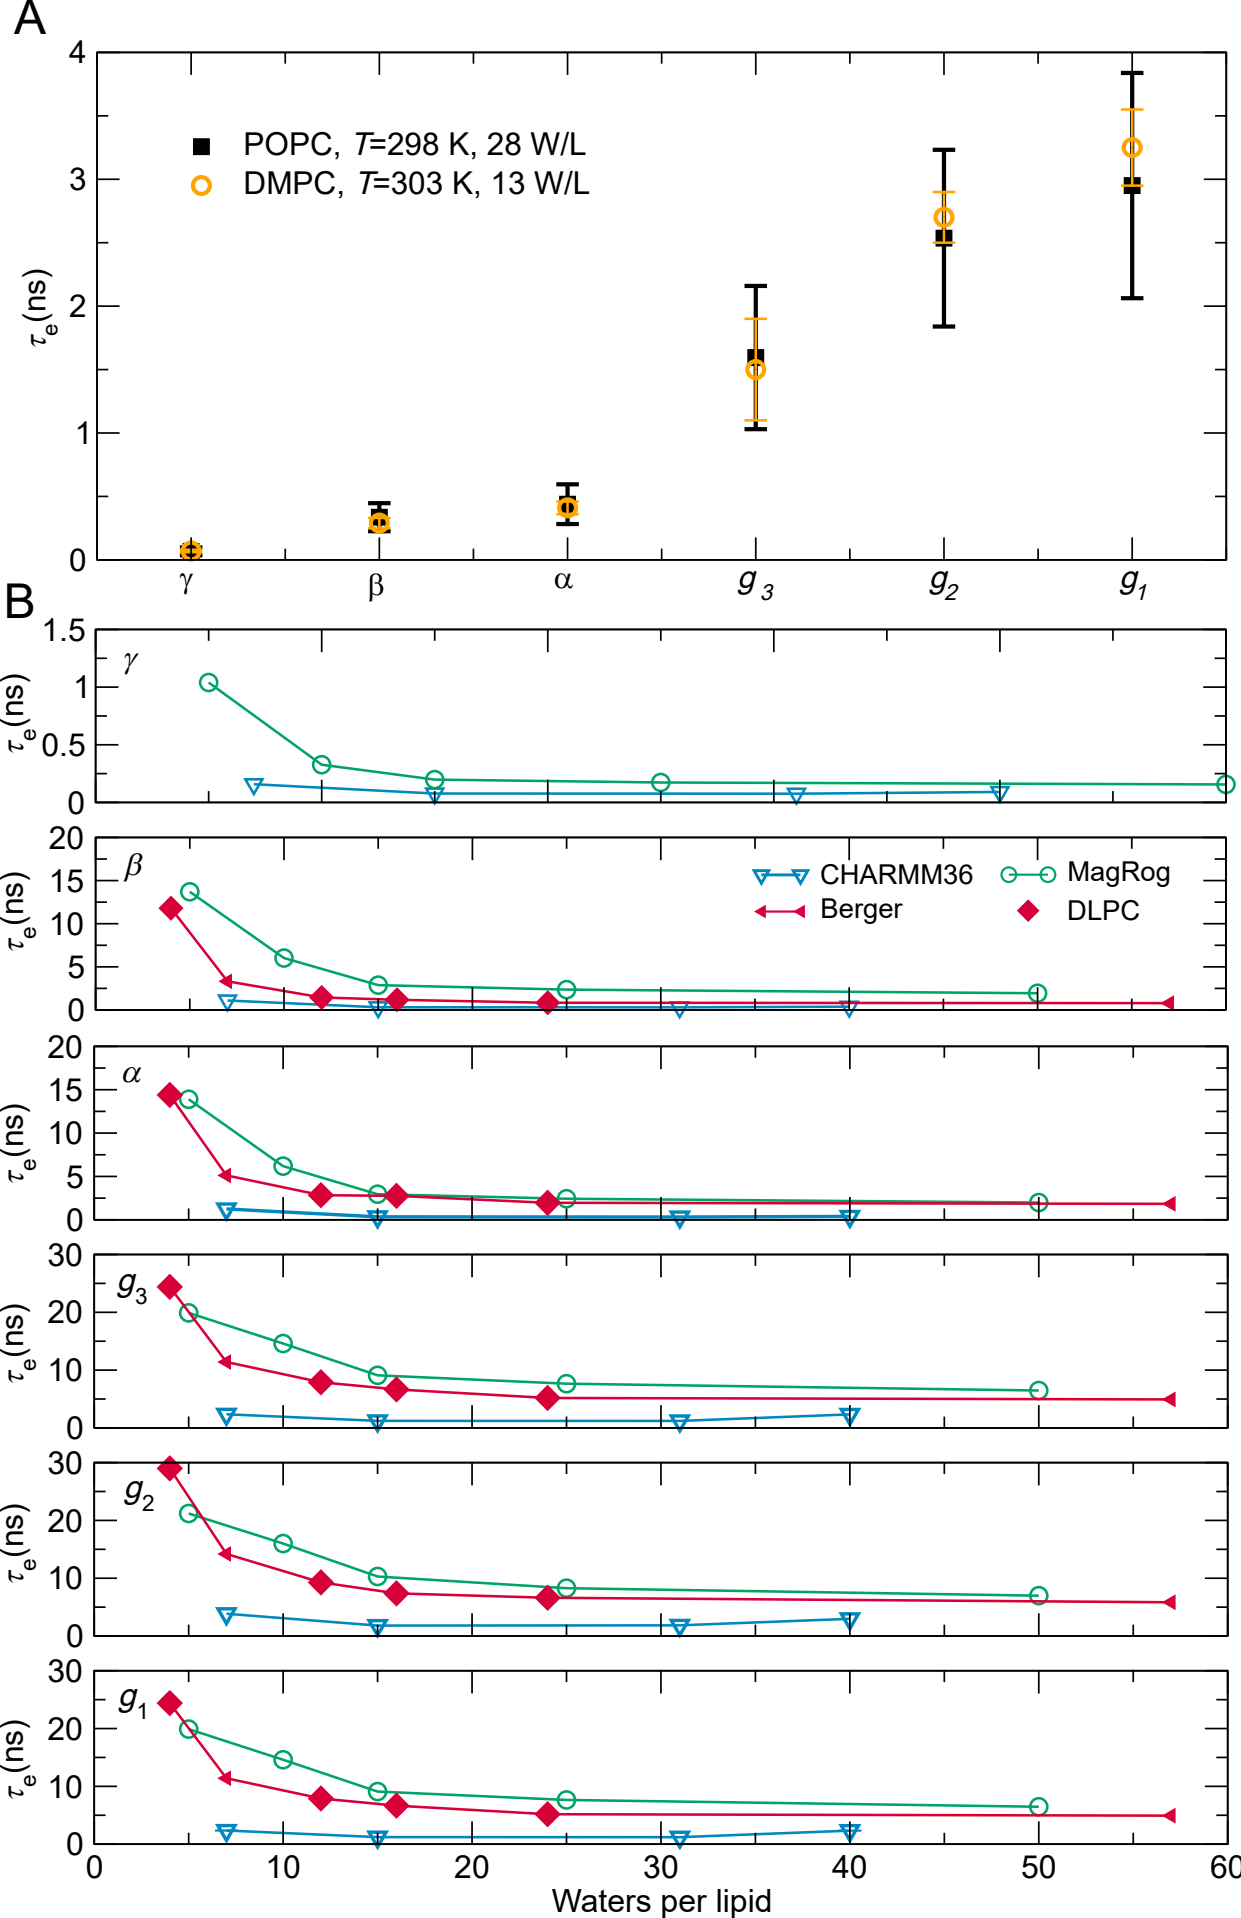 A
4
3
2
1
0
τe(ns)
POPC, T=298 K, 28 W/L
DMPC, T=303 K, 13 W/L
γ β α g3 g2 g1
B
1.5
1
0.5
0
τe(ns)
γ
20
15
10
5
0
τe(ns)
β
CHARMM36 MagRog
Berger DLPC
20
15
10
5
0
τe(ns)
α
30
20
10
0
τe(ns)
g3
30
20
10
0
τe(ns)
g2
30
20
10
0
τe(ns)
g1
0 10 20 30 40 50 60
Waters per lipid